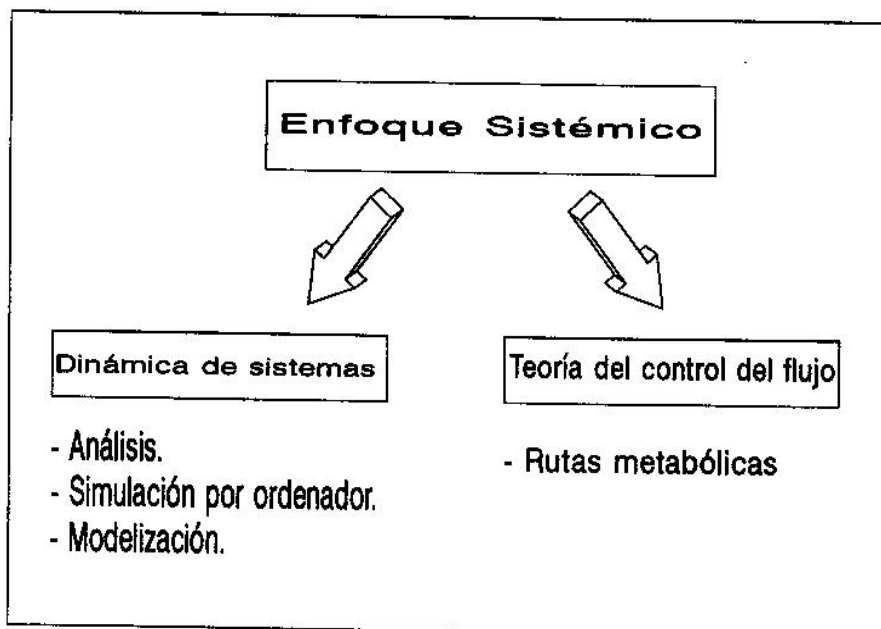 Enfoque Sistémico
Dinámica de sistemas
- Análisis.
- Simulación por ordenador.
- Modelización.
Teoría del control del flujo
- Rutas metabólicas